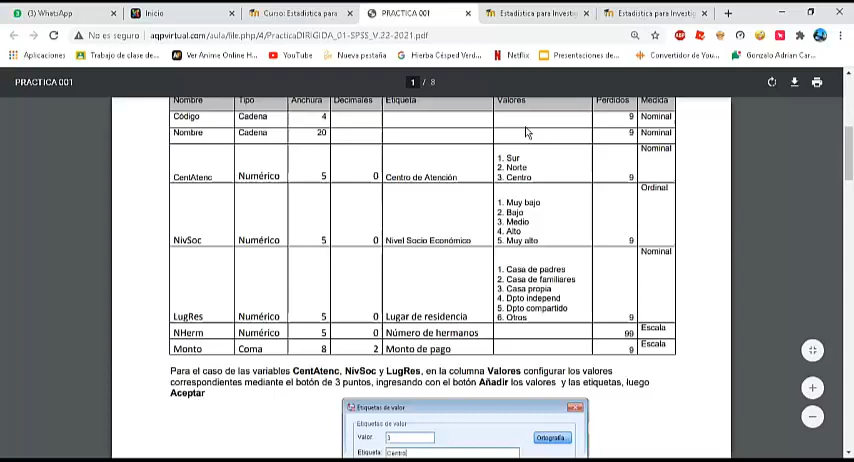 (3) WhatsApp
Inicio
Curso: Estadística para
PRACTICA 001
Estadística para Investig
Estadística para Investig
No es seguro | aqpvirtual.com/aula/file.php/4/PracticaDIRIGIDA_01-SPSS_V.22-2021.pdf
Aplicaciones
Trabajo de clase de...
Ver Anime Online H...
YouTube
Nueva pestaña
Hierba Césped Verd...
Netflix
Presentaciones de...
Convertidor de You...
Gonzalo Adrian Car...
PRACTICA 001
1 / 8
Nombre Tipo Anchura Decimales Etiqueta Valores Perdidos Medida
Código Cadena 4 9 Nominal
Nombre Cadena 20 9 Nominal
Nominal
1. Sur
2. Norte
CentAtenc Numérico 5 0 Centro de Atención 3. Centro 9
Ordinal
1. Muy bajo
2. Bajo
3. Medio
4. Alto
NivSoc Numérico 5 0 Nivel Socio Económico 5. Muy alto 9
Nominal
1. Casa de padres
2. Casa de familiares
3. Casa propia
4. Dpto independ
5. Dpto compartido
LugRes Numérico 5 0 Lugar de residencia 6. Otros 9
NHerm Numérico 5 0 Número de hermanos 99 Escala
Monto Coma 8 2 Monto de pago 9 Escala
Para el caso de las variables CentAtenc, NivSoc y LugRes, en la columna Valores configurar los valores
correspondientes mediante el botón de 3 puntos, ingresando con el botón Añadir los valores y las etiquetas, luego
Aceptar
Etiquetas de valor
Etiquetas de valor
Valor: 3
Ortografía...
Etiqueta: Centro